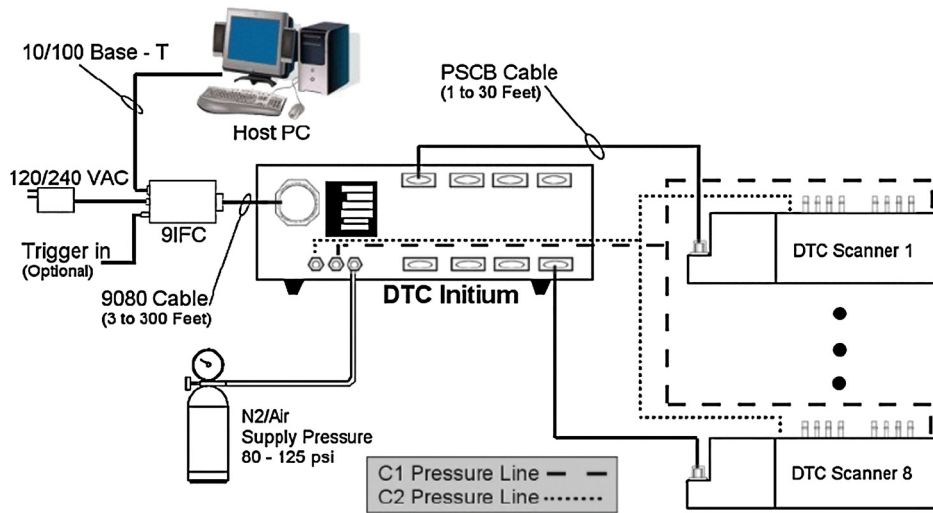 10/100 Base - T
Host PC
PSCB Cable
(1 to 30 Feet)
120/240 VAC
9IFC
Trigger in
(Optional)
9080 Cable
(3 to 300 Feet)
DTC Initium
DTC Scanner 1
N2/Air
Supply Pressure
80 - 125 psi
C1 Pressure Line
C2 Pressure Line
DTC Scanner 8